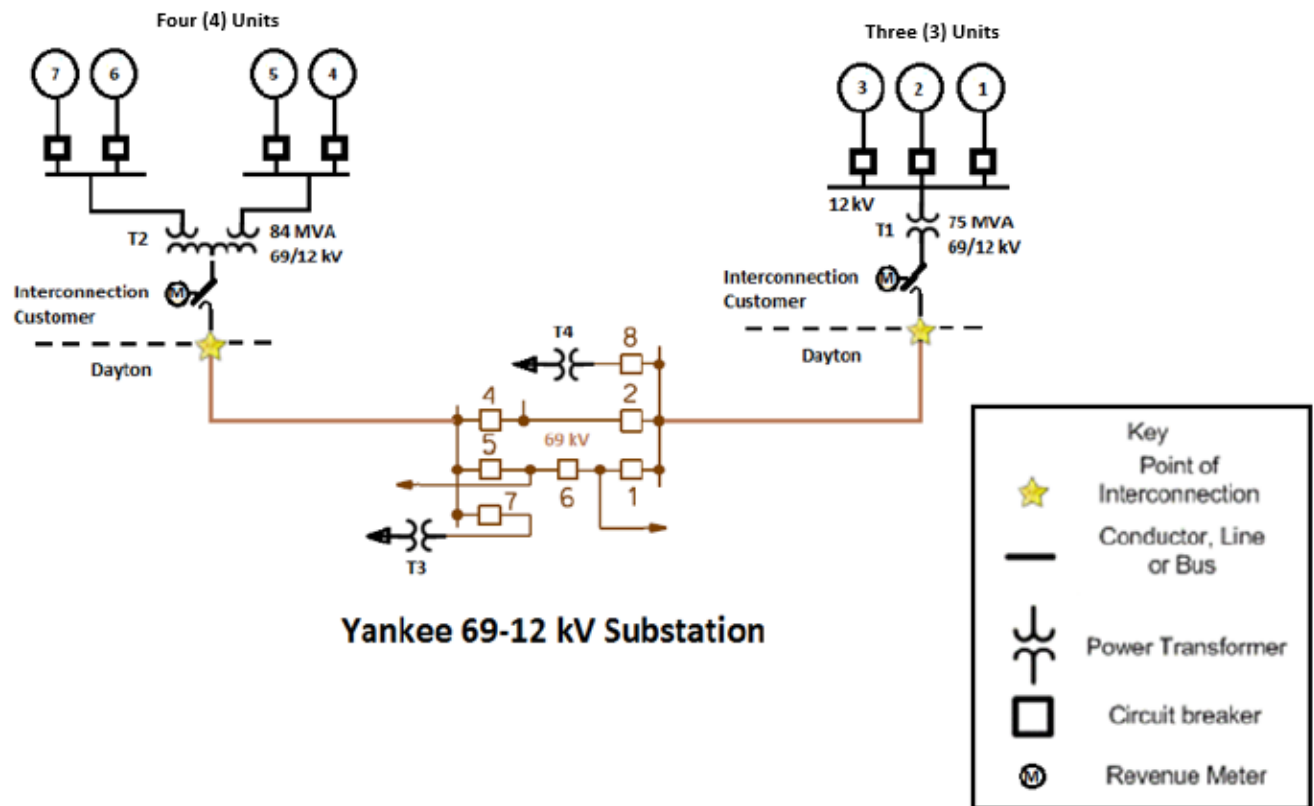 Four (4) Units
Three (3) Units
7
6
5
4
3
2
1
12 kV
T2
84 MVA
69/12 kV
T1
75 MVA
69/12 kV
Interconnection
Customer
M
Interconnection
Customer
M
Dayton
Dayton
T4
8
4
2
69 kV
5
6
1
7
T3
Yankee 69-12 kV Substation
Key
Point of
Interconnection
Conductor, Line
or Bus
Power Transformer
Circuit breaker
M
Revenue Meter